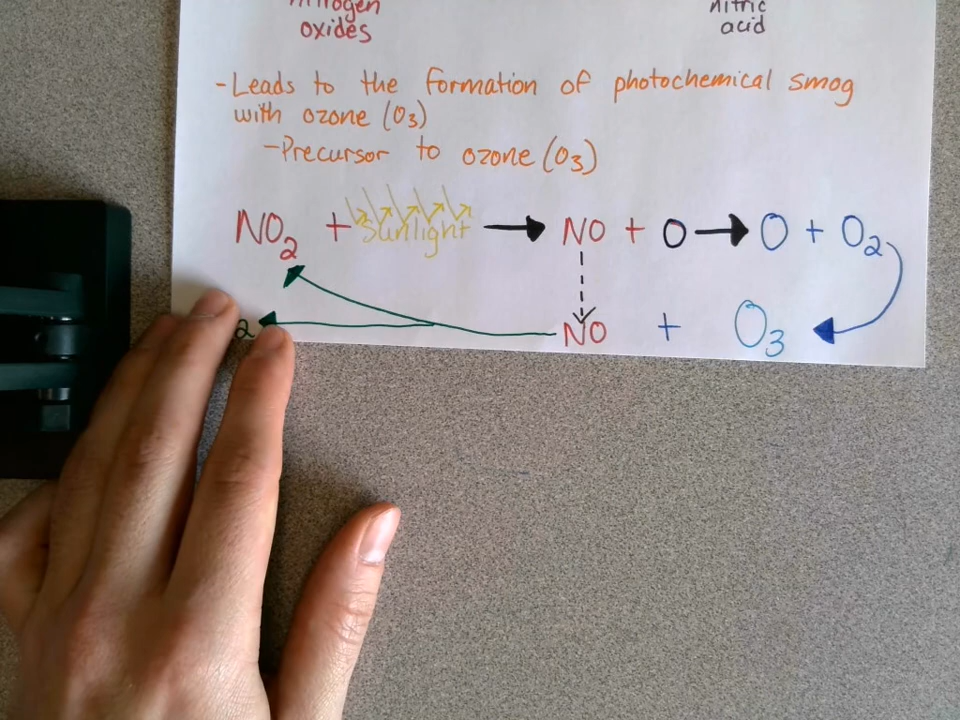 nitrogen nitric
oxides acid
-Leads to the formation of photochemical smog
with ozone (O3)
-Precursor to ozone (O3)
NO2 + Sunlight → NO + O → O + O2
2 NO + O3